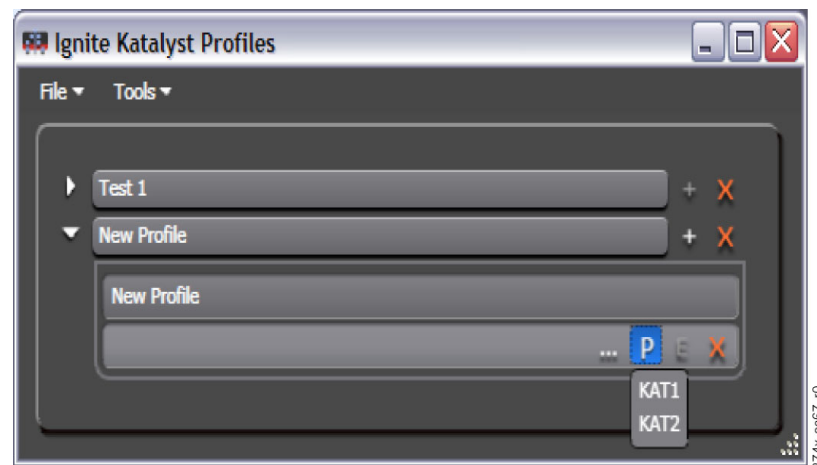 Ignite Katalyst Profiles
File Tools
Test 1 + X
New Profile + X
New Profile
... P E X
KAT1
KAT2